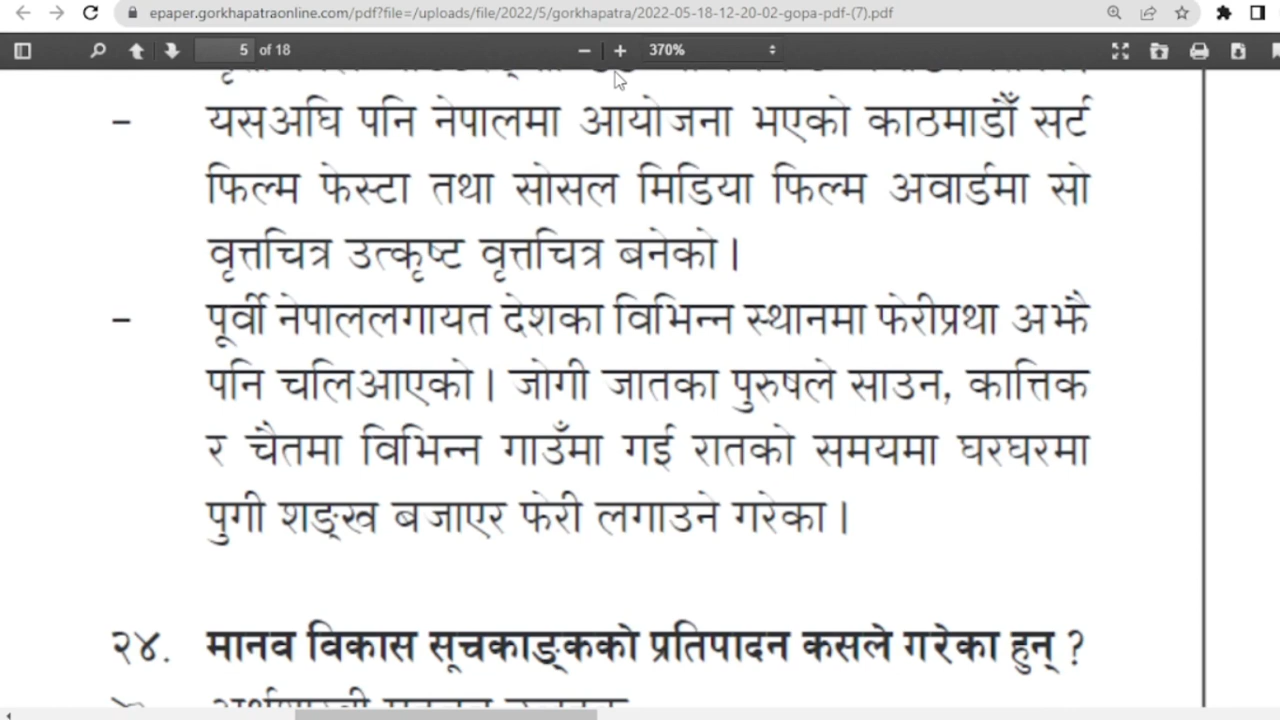 epaper.gorkhapatraonline.com/pdf?file=/uploads/file/2022/5/gorkhapatra/2022-05-18-12-20-02-gopa-pdf-(7).pdf
5 of 18 370%
- यसअघि पनि नेपालमा आयोजना भएको काठमाडौँ सर्ट
फिल्म फेस्टा तथा सोसल मिडिया फिल्म अवार्डमा सो
वृत्तचित्र उत्कृष्ट वृत्तचित्र बनेको।
- पूर्वी नेपाललगायत देशका विभिन्न स्थानमा फेरीप्रथा अझै
पनि चलिआएको। जोगी जातका पुरुषले साउन, कात्तिक
र चैतमा विभिन्न गाउँमा गई रातको समयमा घरघरमा
पुगी शङ्ख बजाएर फेरी लगाउने गरेका।
२४. मानव विकास सूचकाङ्कको प्रतिपादन कसले गरेका हुन् ?